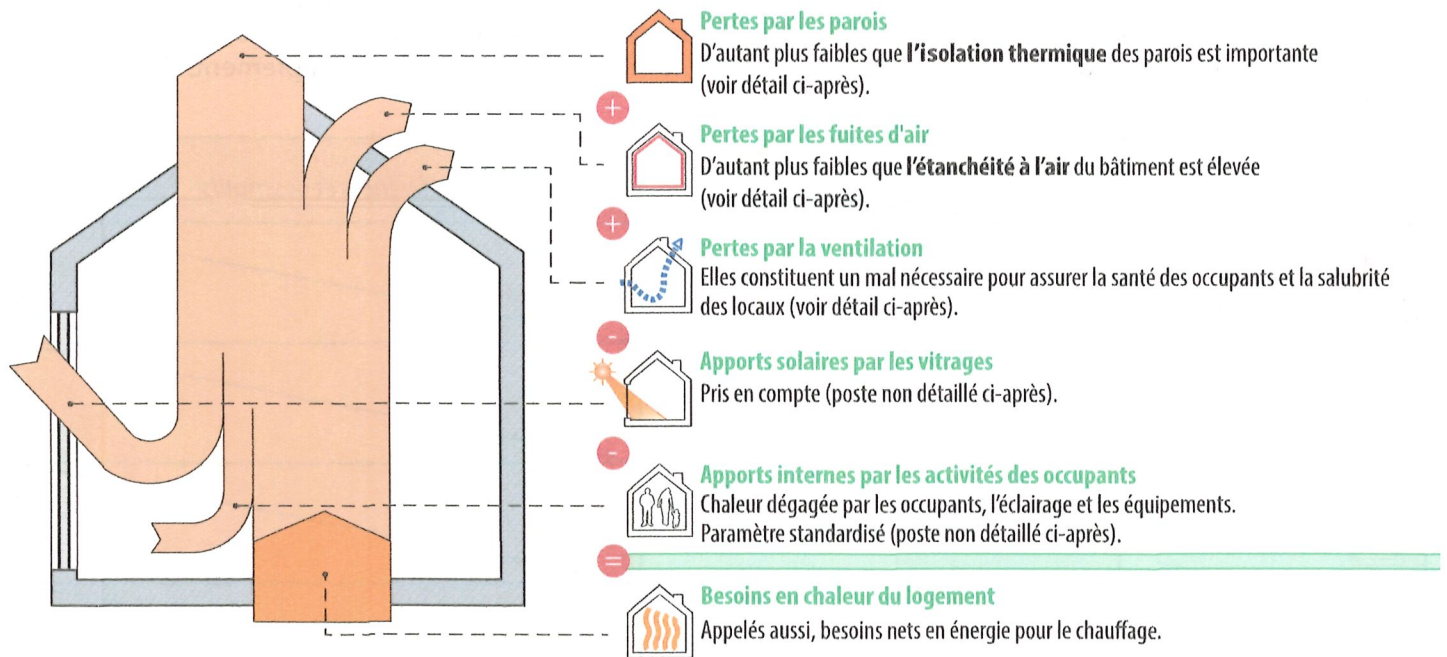 Pertes par les parois
D'autant plus faibles que l'isolation thermique des parois est importante
(voir détail ci-après).
+
Pertes par les fuites d'air
D'autant plus faibles que l'étanchéité à l'air du bâtiment est élevée
(voir détail ci-après).
+
Pertes par la ventilation
Elles constituent un mal nécessaire pour assurer la santé des occupants et la salubrité
des locaux (voir détail ci-après).
-
Apports solaires par les vitrages
Pris en compte (poste non détaillé ci-après).
-
Apports internes par les activités des occupants
Chaleur dégagée par les occupants, l'éclairage et les équipements.
Paramètre standardisé (poste non détaillé ci-après).
=
Besoins en chaleur du logement
Appelés aussi, besoins nets en énergie pour le chauffage.